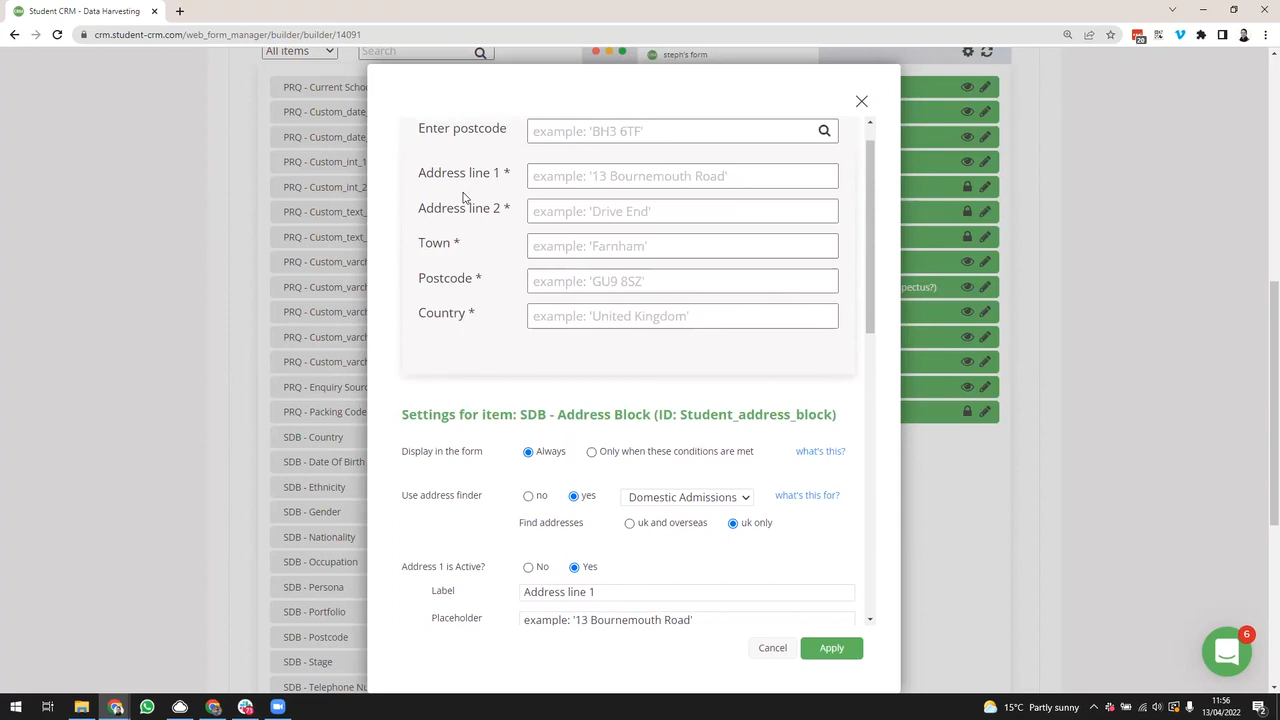 Student CRM - Data Harvesting
crm.student-crm.com/web_form_manager/builder/builder/14091
20
All items
Search
steph's form
PRQ - Current Schoo
PRQ - Custom_date_
PRQ - Custom_date_
PRQ - Custom_int_1
PRQ - Custom_int_2
PRQ - Custom_text_
PRQ - Custom_text_
PRQ - Custom_varch
PRQ - Custom_varch
pectus?)
PRQ - Custom_varch
PRQ - Custom_varch
PRQ - Custom_varch
PRQ - Enquiry Sourc
PRQ - Packing Code
SDB - Country
SDB - Date Of Birth
SDB - Ethnicity
SDB - Gender
SDB - Nationality
SDB - Occupation
SDB - Persona
SDB - Portfolio
SDB - Postcode
SDB - Stage
SDB - Telephone Nu
Enter postcode
example: 'BH3 6TF'
Address line 1 *
example: '13 Bournemouth Road'
Address line 2 *
example: 'Drive End'
Town *
example: 'Farnham'
Postcode *
example: 'GU9 8SZ'
Country *
example: 'United Kingdom'
Settings for item: SDB - Address Block (ID: Student_address_block)
Display in the form
Always
Only when these conditions are met
what's this?
Use address finder
no
yes
Domestic Admissions
what's this for?
Find addresses
uk and overseas
uk only
Address 1 is Active?
No
Yes
Label
Address line 1
Placeholder
example: '13 Bournemouth Road'
Cancel
Apply
6
15°C Partly sunny
11:56
13/04/2022
2